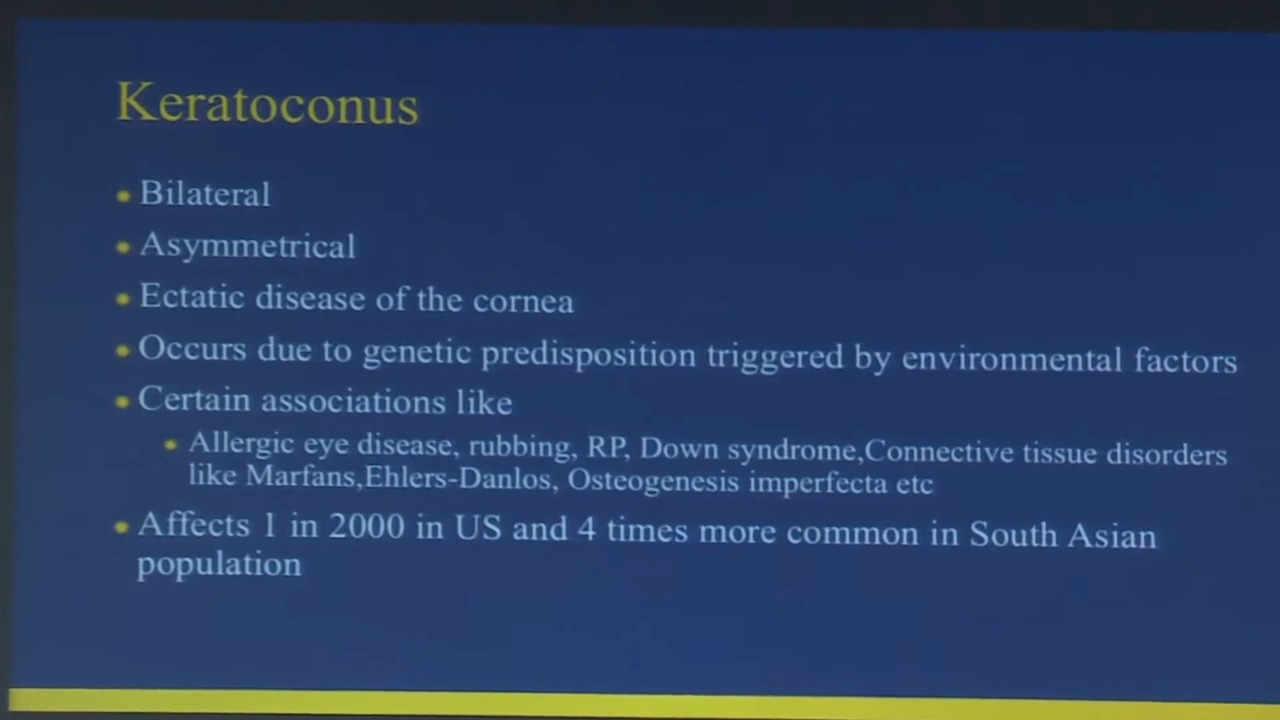 Keratoconus
• Bilateral
• Asymmetrical
• Ectatic disease of the cornea
• Occurs due to genetic predisposition triggered by environmental factors
• Certain associations like
• Allergic eye disease, rubbing, RP, Down syndrome,Connective tissue disorders
like Marfans,Ehlers-Danlos, Osteogenesis imperfecta etc
• Affects 1 in 2000 in US and 4 times more common in South Asian
population